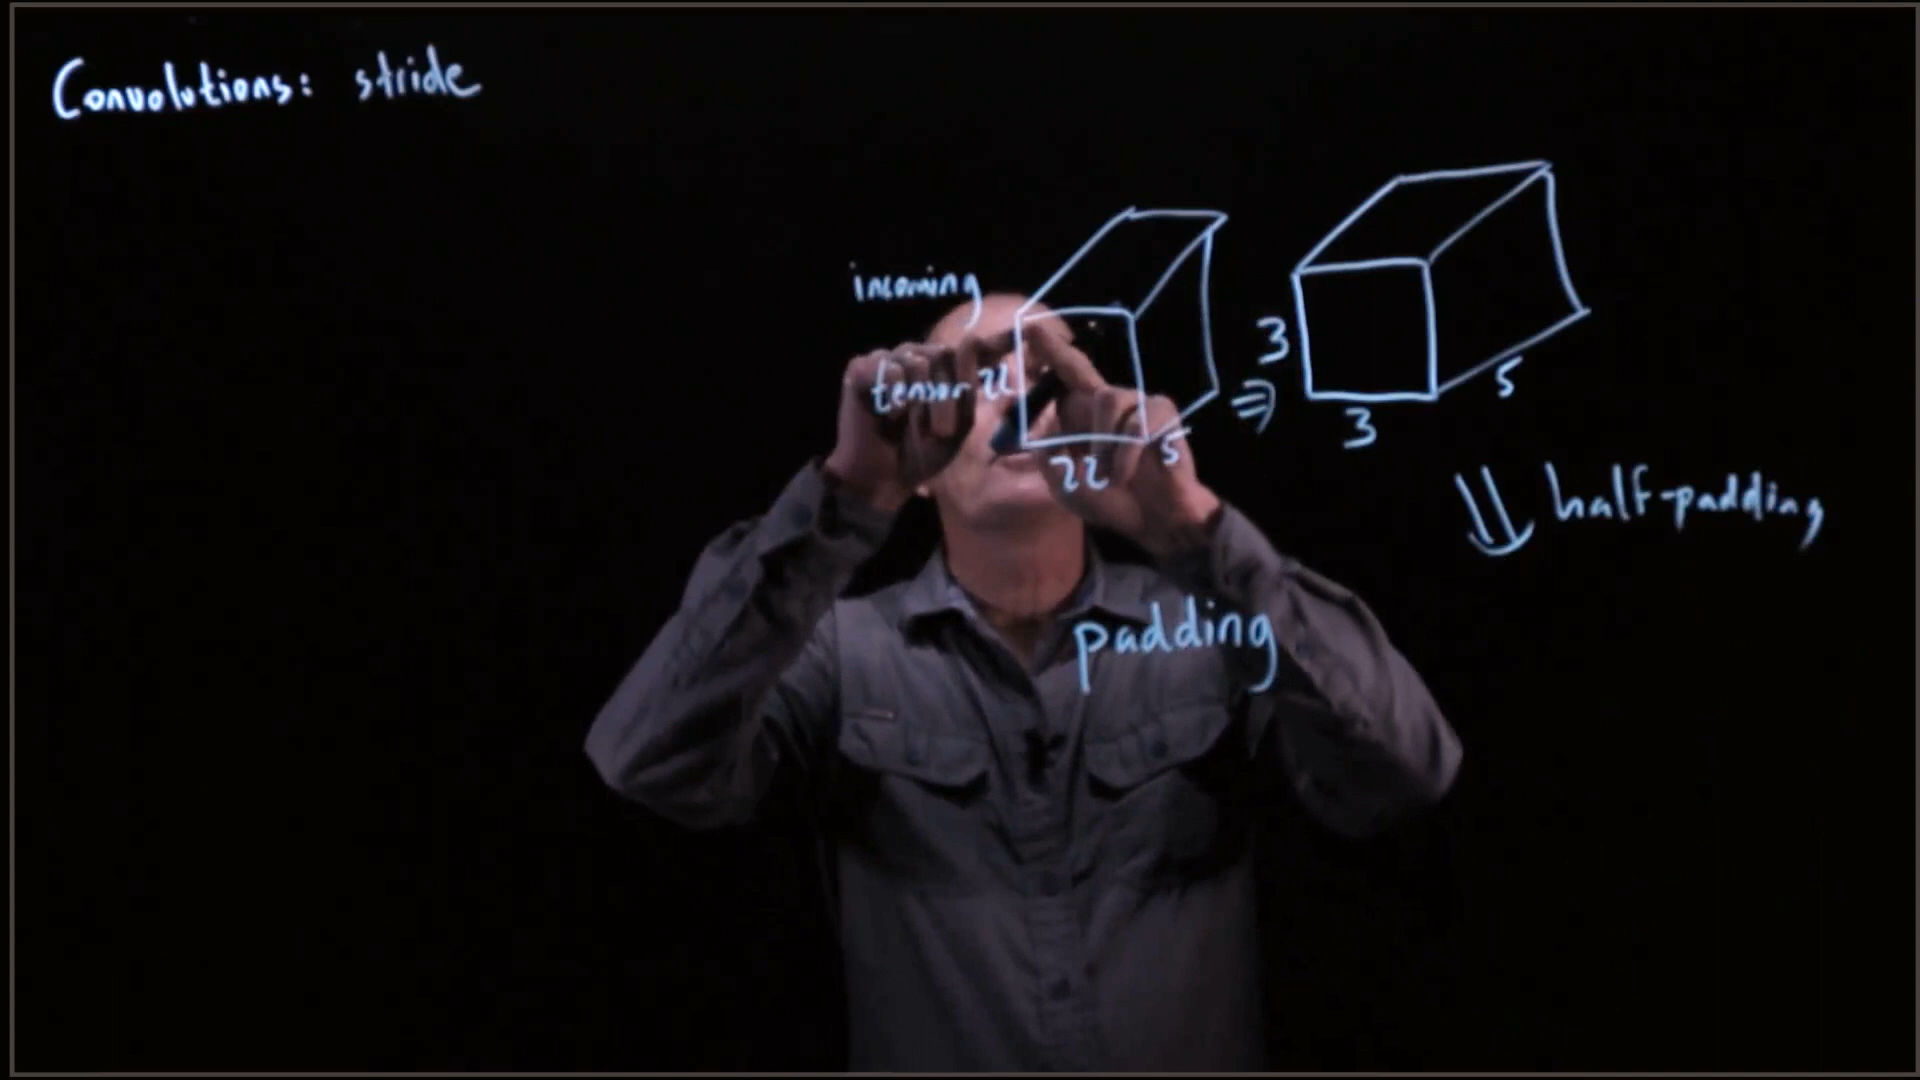 Convolutions: stride
incoming
tensor 22
22
5
⇒
3
3
5
⇓ half-padding
padding